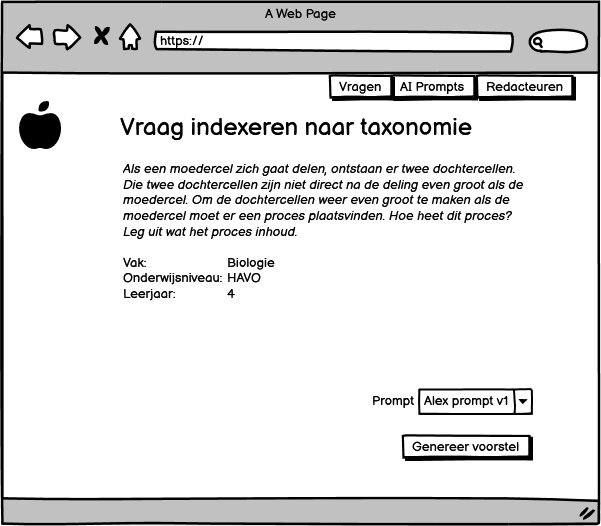 A Web Page
https://
Vragen
AI Prompts
Redacteuren
Vraag indexeren naar taxonomie
Als een moedercel zich gaat delen, ontstaan er twee dochtercellen.
Die twee dochtercellen zijn niet direct na de deling even groot als de
moedercel. Om de dochtercellen weer even groot te maken als de
moedercel moet er een proces plaatsvinden. Hoe heet dit proces?
Leg uit wat het proces inhoud.
Vak: Biologie
Onderwijsniveau: HAVO
Leerjaar: 4
Prompt Alex prompt v1
Genereer voorstel